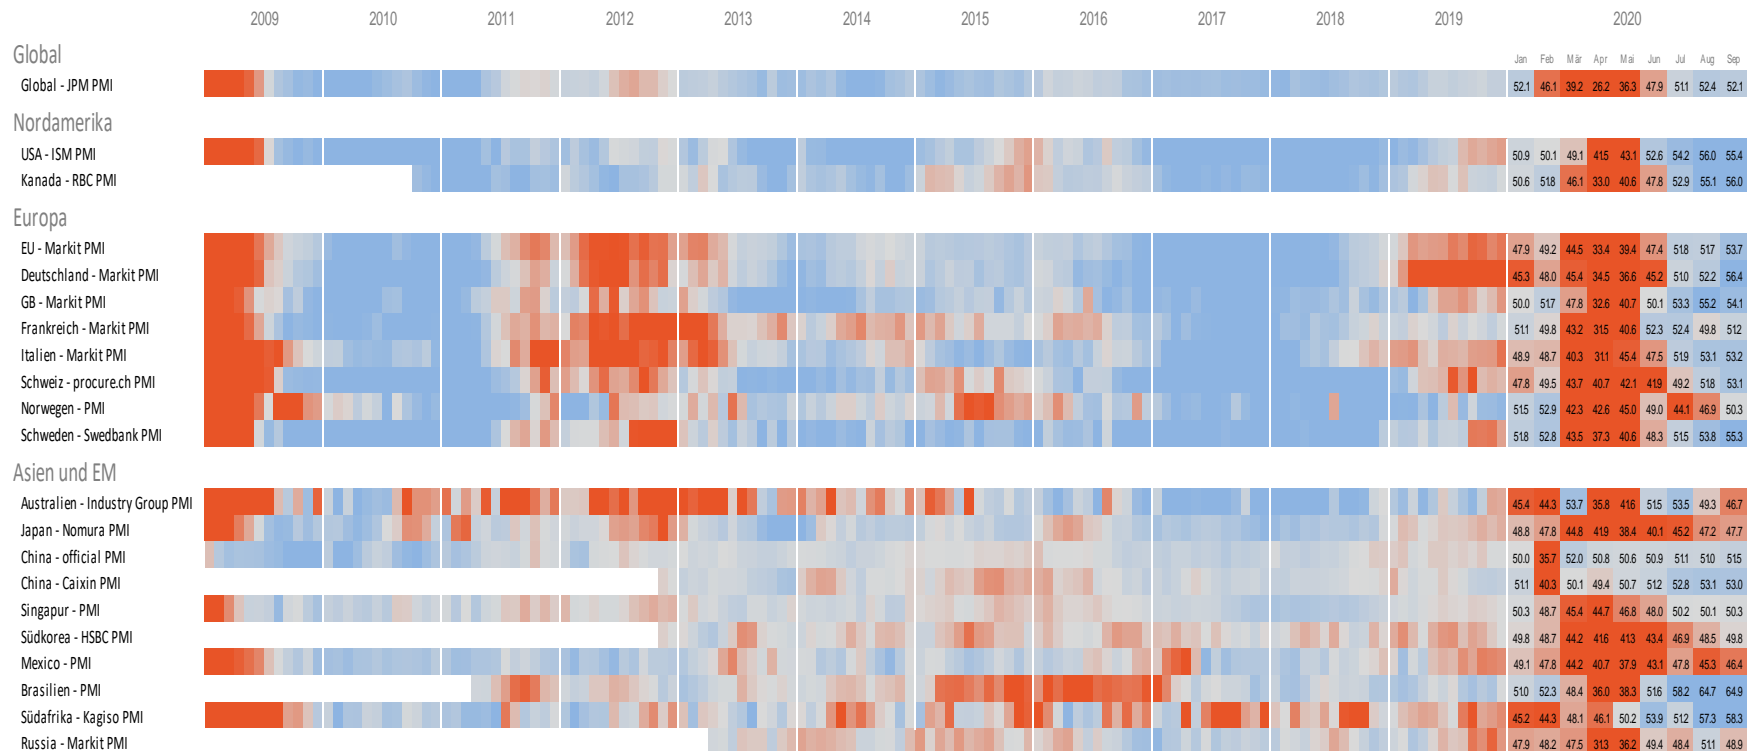 2009 2010 2011 2012 2013 2014 2015 2016 2017 2018 2019 2020
Global
Jan Feb Mär Apr Mai Jun Jul Aug Sep
Global - JPM PMI 52.1 46.1 39.2 26.2 36.3 47.9 51.1 52.4 52.1
Nordamerika
USA - ISM PMI 50.9 50.1 49.1 41.5 43.1 52.6 54.2 56.0 55.4
Kanada - RBC PMI 50.6 51.8 46.1 33.0 40.6 47.8 52.9 55.1 56.0
Europa
EU - Markit PMI 47.9 49.2 44.5 33.4 39.4 47.4 51.8 51.7 53.7
Deutschland - Markit PMI 45.3 48.0 45.4 34.5 36.6 45.2 51.0 52.2 56.4
GB - Markit PMI 50.0 51.7 47.8 32.6 40.7 50.1 53.3 55.2 54.1
Frankreich - Markit PMI 51.1 49.8 43.2 31.5 40.6 52.3 52.4 49.8 51.2
Italien - Markit PMI 48.9 48.7 40.3 31.1 45.4 47.5 51.9 53.1 53.2
Schweiz - procure.ch PMI 47.8 49.5 43.7 40.7 42.1 41.9 49.2 51.8 53.1
Norwegen - PMI 51.5 52.9 42.3 42.6 45.0 49.0 44.1 46.9 50.3
Schweden - Swedbank PMI 51.8 52.8 43.5 37.3 40.6 48.3 51.5 53.8 55.3
Asien und EM
Australien - Industry Group PMI 45.4 44.3 53.7 35.8 41.6 51.5 53.5 49.3 46.7
Japan - Nomura PMI 48.8 47.8 44.8 41.9 38.4 40.1 45.2 47.2 47.7
China - official PMI 50.0 35.7 52.0 50.8 50.6 50.9 51.1 51.0 51.5
China - Caixin PMI 51.1 40.3 50.1 49.4 50.7 51.2 52.8 53.1 53.0
Singapur - PMI 50.3 48.7 45.4 44.7 46.8 48.0 50.2 50.1 50.3
Südkorea - HSBC PMI 49.8 48.7 44.2 41.6 41.3 43.4 46.9 48.5 49.8
Mexico - PMI 49.1 47.8 44.2 40.7 37.9 43.1 47.8 45.3 46.4
Brasilien - PMI 51.0 52.3 48.4 36.0 38.3 51.6 58.2 64.7 64.9
Südafrika - Kagiso PMI 45.2 44.3 48.1 46.1 50.2 53.9 51.2 57.3 58.3
Russia - Markit PMI 47.9 48.2 47.5 31.3 36.2 49.4 48.4 51.1 48.9